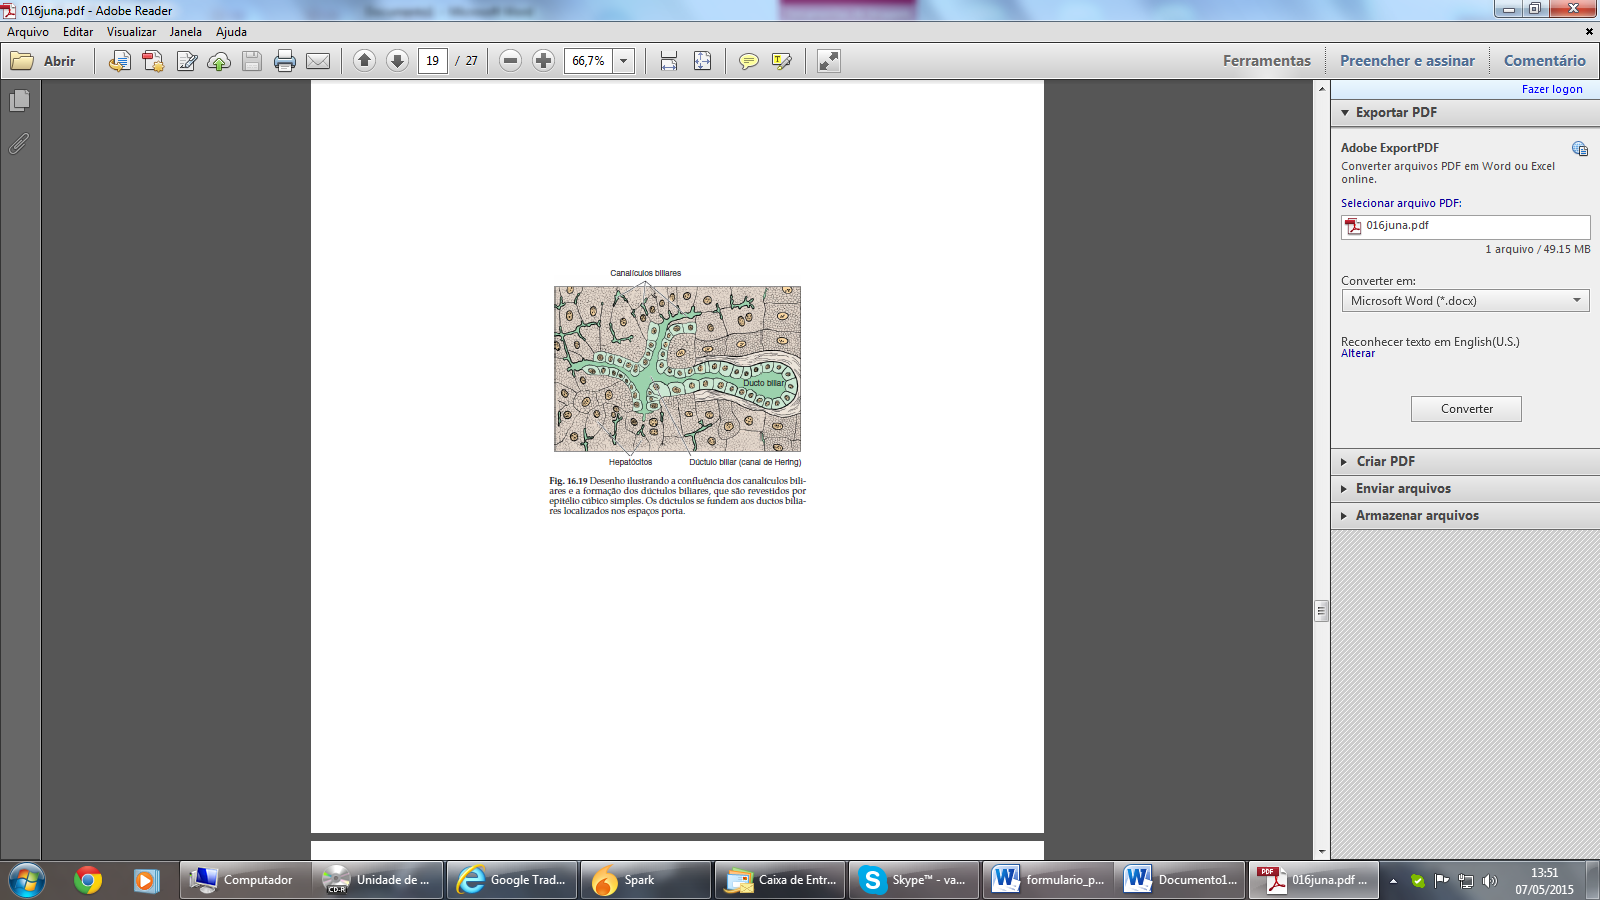 016juna.pdf - Adobe Reader
Arquivo Editar Visualizar Janela Ajuda
Abrir 19 / 27 66,7% Ferramentas Preencher e assinar Comentário
Fazer logon
Exportar PDF
Adobe ExportPDF
Converter arquivos PDF em Word ou Excel
online.
Selecionar arquivo PDF:
016juna.pdf
1 arquivo / 49.15 MB
Converter em:
Microsoft Word (*.docx)
Reconhecer texto em English(U.S.)
Alterar
Converter
Criar PDF
Enviar arquivos
Armazenar arquivos
Canalículos biliares
Ducto biliar
Hepatócitos Dúctulo biliar (canal de Hering)
Fig. 16.19 Desenho ilustrando a confluência dos canalículos bili-
ares e a formação dos dúctulos biliares, que são revestidos por
epitélio cúbico simples. Os dúctulos se fundem aos ductos bilia-
res localizados nos espaços porta.
Computador Unidade de ... Google Trad... Spark Caixa de Entr... Skype™ - va... formulario_p... Documento1... 016juna.pdf ... 13:51
07/05/2015